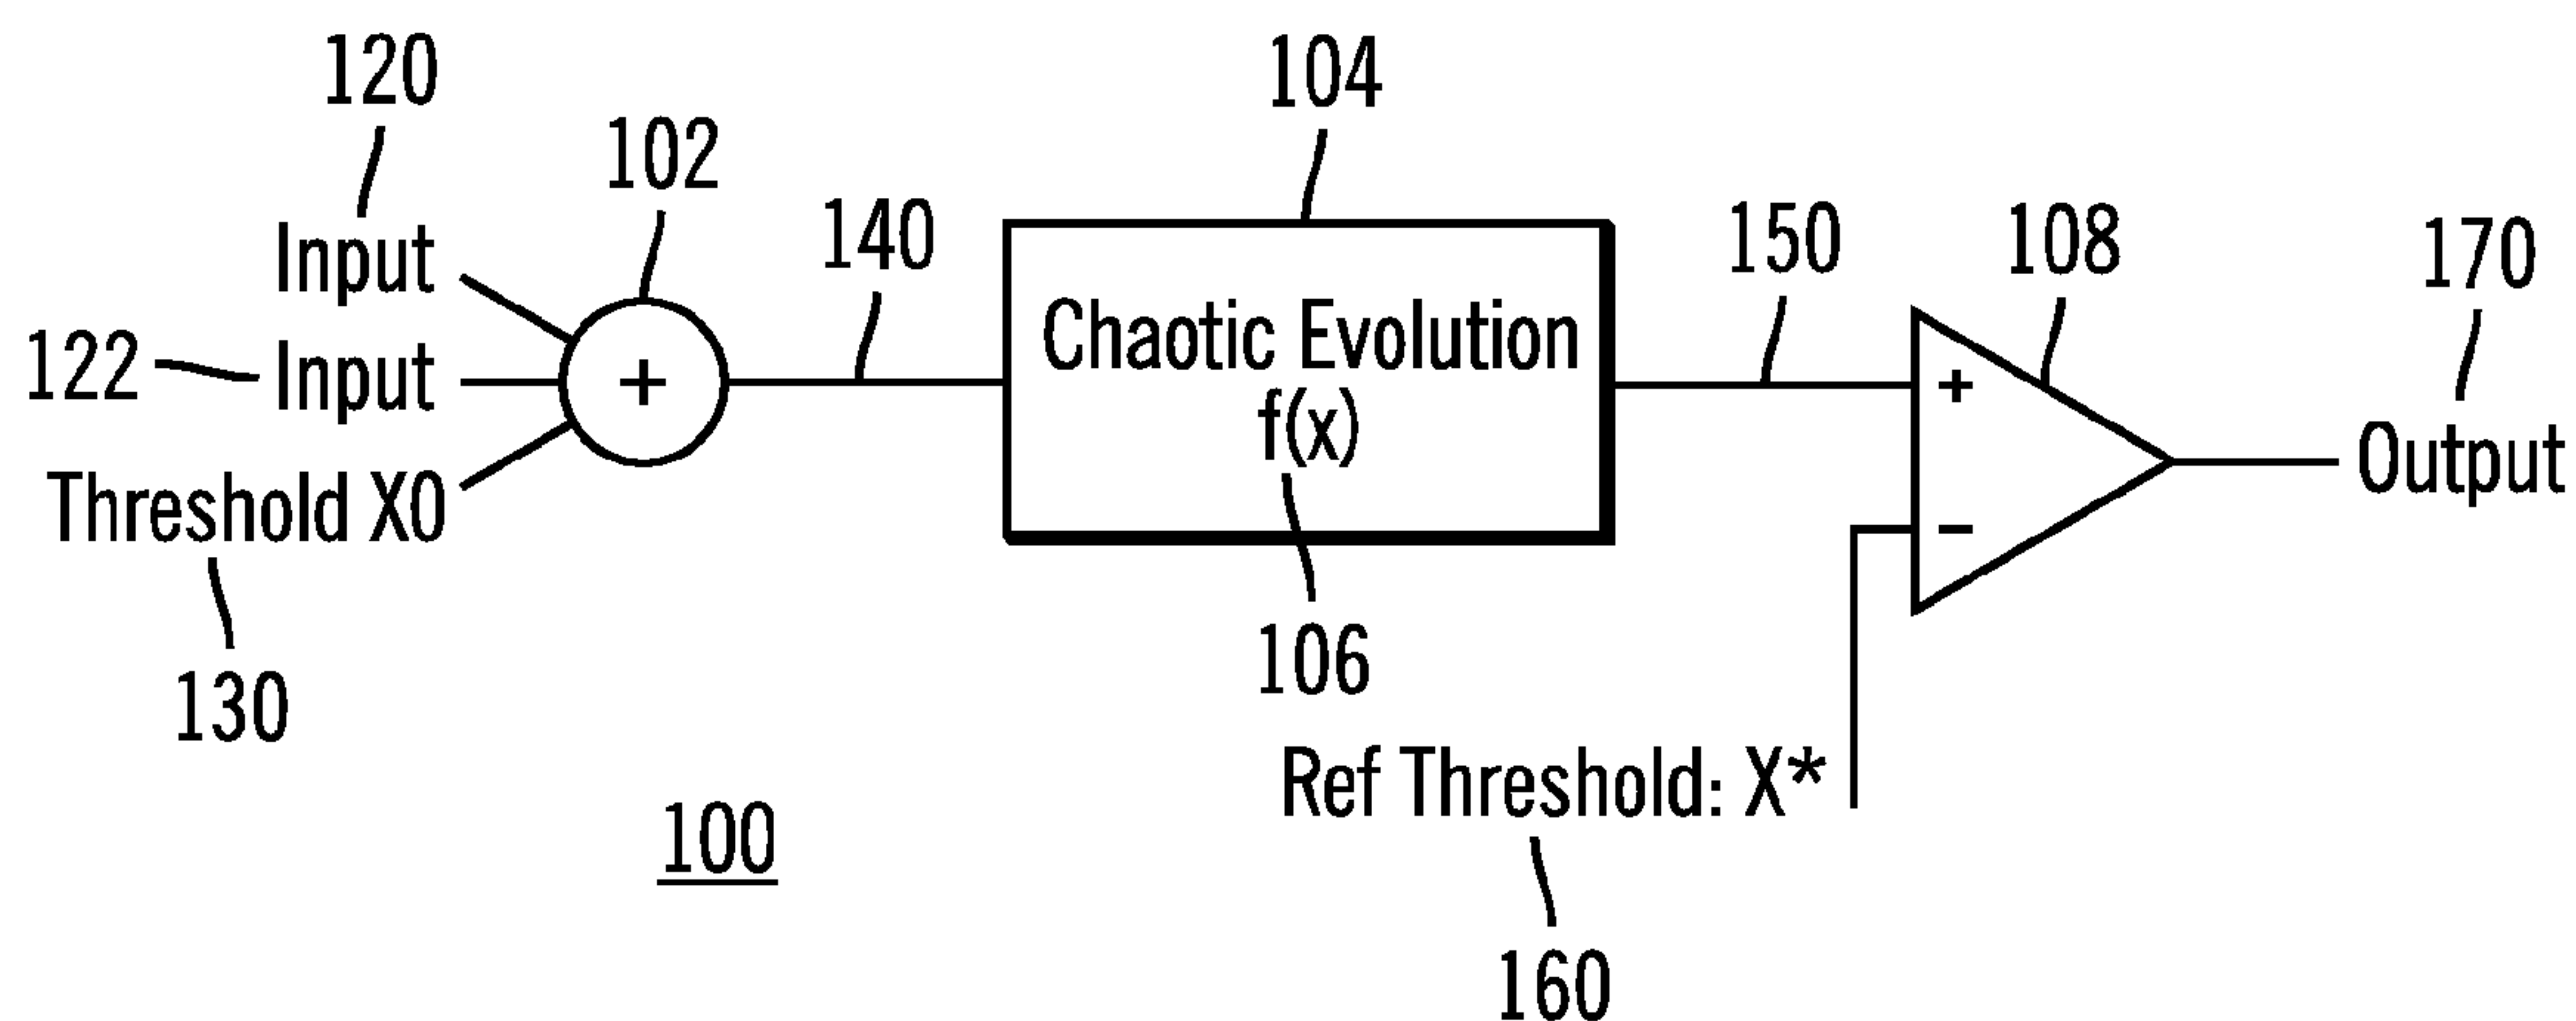 120
104
102
140
150
108
170
Input
122
Input
+
Chaotic Evolution
f(x)
+
−
Output
Threshold X0
130
106
Ref Threshold: X*
160
100